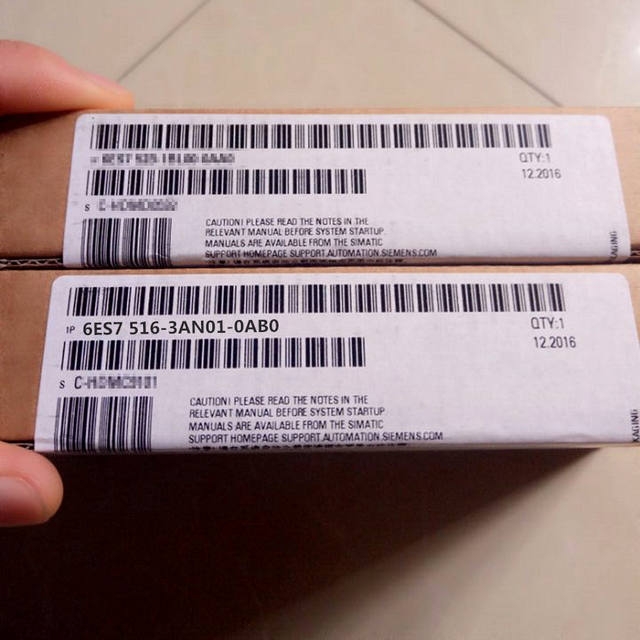 QTY:1
12.2016
S
CAUTION! PLEASE READ THE NOTES IN THE
RELEVANT MANUAL BEFORE SYSTEM STARTUP.
MANUALS ARE AVAILABLE FROM THE SIMATIC
SUPPORT HOMEPAGE SUPPORT.AUTOMATION.SIEMENS.COM
1P 6ES7 516-3AN01-0AB0
QTY:1
12.2016
S
CAUTION! PLEASE READ THE NOTES IN THE
RELEVANT MANUAL BEFORE SYSTEM STARTUP
MANUALS ARE AVAILABLE FROM THE SIMATIC
SUPPORT HOMEPAGE SUPPORT.AUTOMATION.SIEMENS.COM